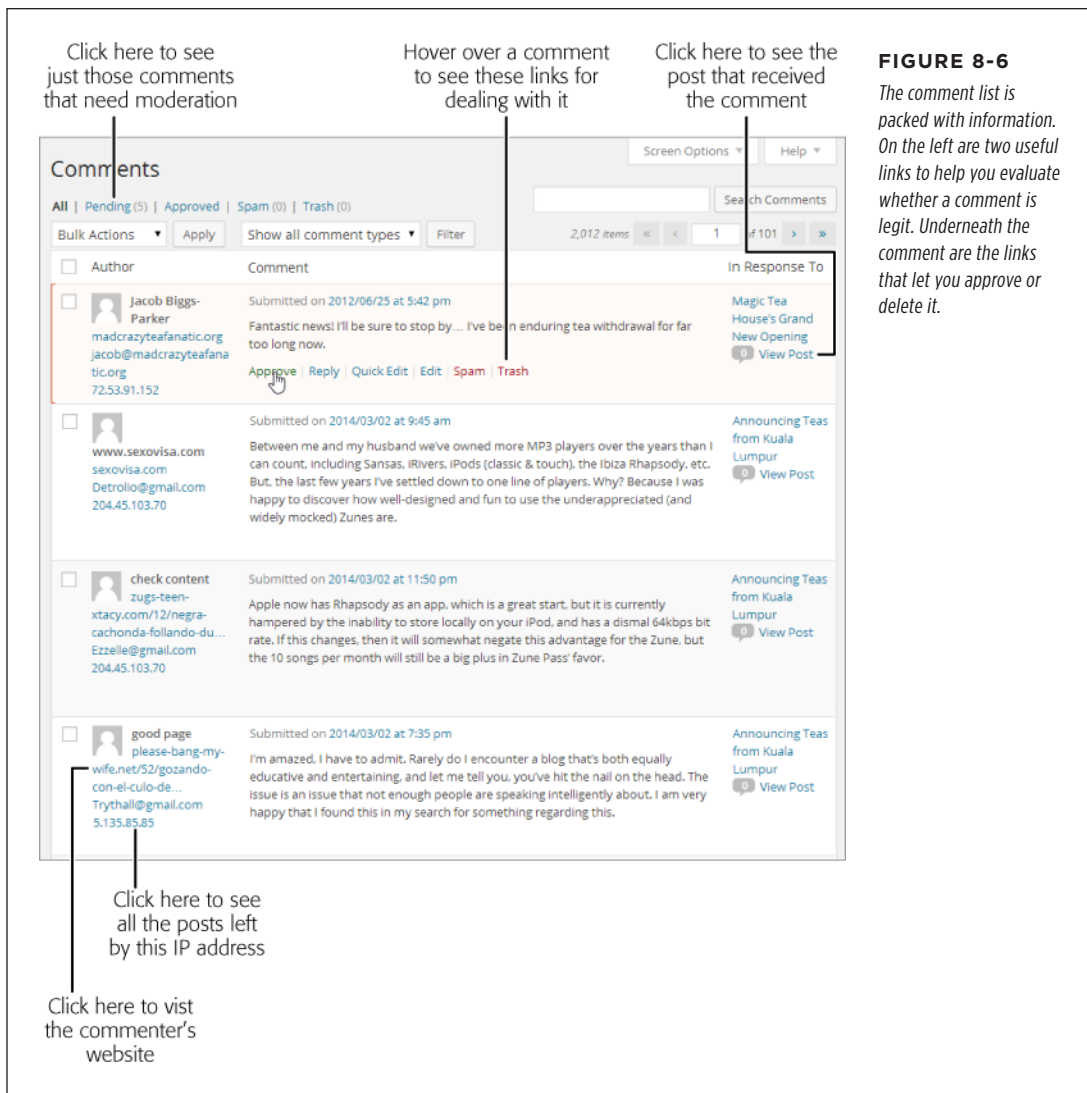 Click here to see
just those comments
that need moderation
Hover over a comment
to see these links for
dealing with it
Click here to see the
post that received
the comment
FIGURE 8-6
The comment list is
packed with information.
On the left are two useful
links to help you evaluate
whether a comment is
legit. Underneath the
comment are the links
that let you approve or
delete it.
Screen Options Help
Comments
All | Pending (5) | Approved | Spam (0) | Trash (0)
Search Comments
Bulk Actions Apply Show all comment types Filter 2,012 items « < 1 of 101 > »
Author Comment In Response To
Jacob Biggs-
Parker
madcrazyteafanatic.org
jacob@madcrazyteafana
tic.org
72.53.91.152
Submitted on 2012/06/25 at 5:42 pm
Fantastic news! I'll be sure to stop by... I've been enduring tea withdrawal for far
too long now.
Approve | Reply | Quick Edit | Edit | Spam | Trash
Magic Tea
House's Grand
New Opening
0 View Post
www.sexovisa.com
sexovisa.com
Detrolio@gmail.com
204.45.103.70
Submitted on 2014/03/02 at 9:45 am
Between me and my husband we've owned more MP3 players over the years than I
can count, including Sansas, iRivers, iPods (classic & touch), the Ibiza Rhapsody, etc.
But, the last few years I've settled down to one line of players. Why? Because I was
happy to discover how well-designed and fun to use the underappreciated (and
widely mocked) Zunes are.
Announcing Teas
from Kuala
Lumpur
0 View Post
check content
zugs-teen-
xtacy.com/12/negra-
cachonda-follando-du...
Ezzelle@gmail.com
204.45.103.70
Submitted on 2014/03/02 at 11:50 pm
Apple now has Rhapsody as an app, which is a great start, but it is currently
hampered by the inability to store locally on your iPod, and has a dismal 64kbps bit
rate. If this changes, then it will somewhat negate this advantage for the Zune, but
the 10 songs per month will still be a big plus in Zune Pass' favor.
Announcing Teas
from Kuala
Lumpur
0 View Post
good page
please-bang-my-
wife.net/52/gozando-
con-el-culo-de...
Trythall@gmail.com
5.135.85.85
Submitted on 2014/03/02 at 7:35 pm
I'm amazed, I have to admit. Rarely do I encounter a blog that's both equally
educative and entertaining, and let me tell you, you've hit the nail on the head. The
issue is an issue that not enough people are speaking intelligently about. I am very
happy that I found this in my search for something regarding this.
Announcing Teas
from Kuala
Lumpur
0 View Post
Click here to see
all the posts left
by this IP address
Click here to vist
the commenter's
website